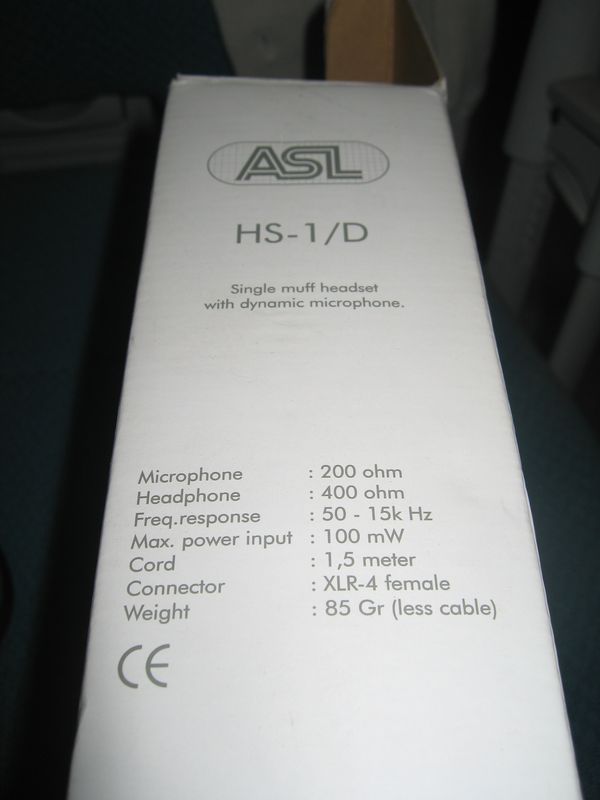 ASL
HS-1/D
Single muff headset
with dynamic microphone.
Microphone : 200 ohm
Headphone : 400 ohm
Freq.response : 50 - 15k Hz
Max. power input : 100 mW
Cord : 1,5 meter
Connector : XLR-4 female
Weight : 85 Gr (less cable)
CE